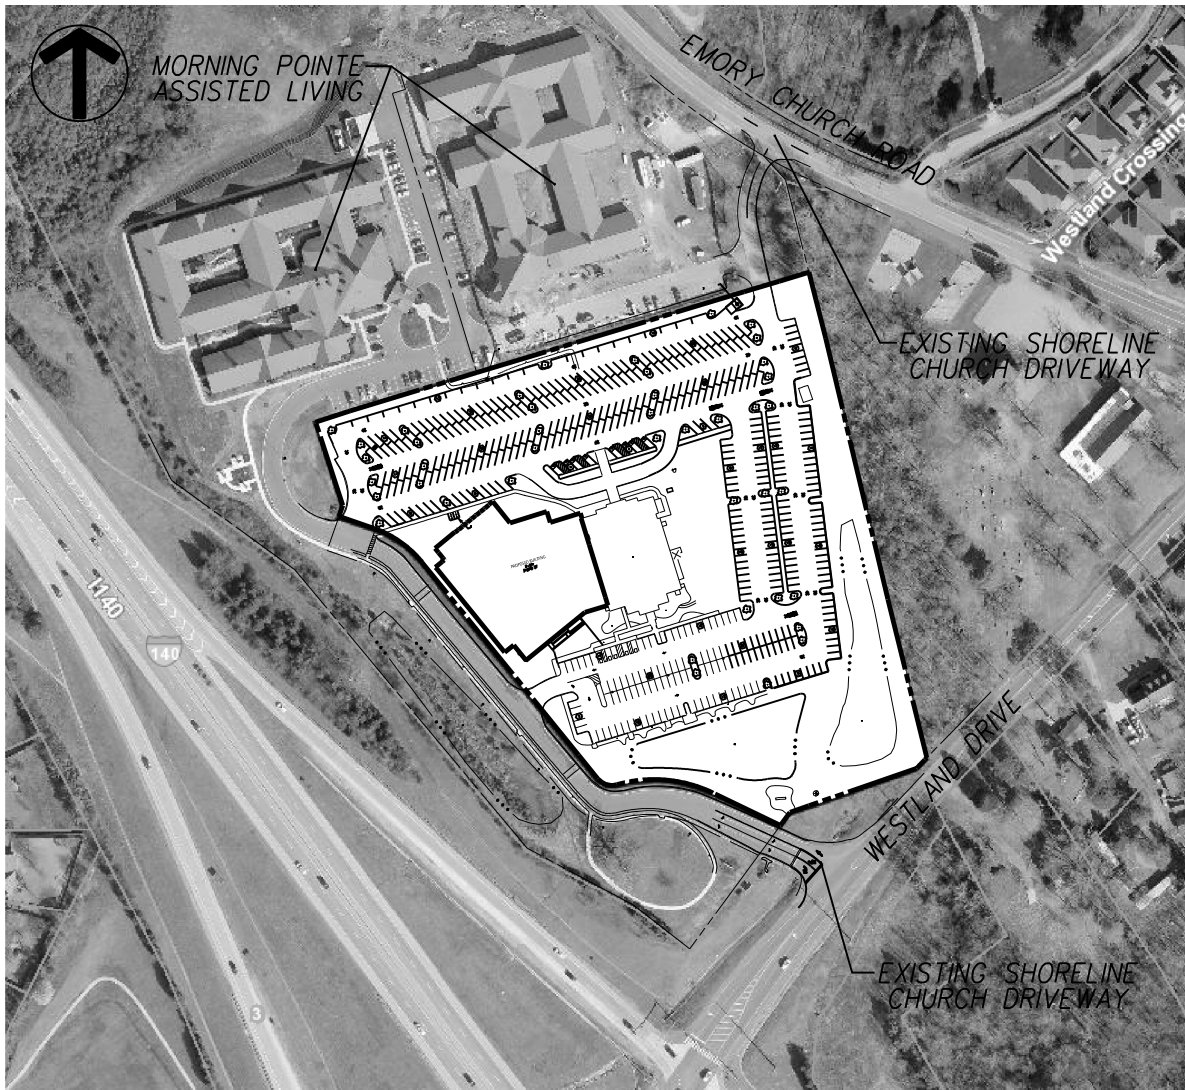 MORNING POINTE
ASSISTED LIVING
EMORY CHURCH ROAD
Westland Crossing
EXISTING SHORELINE
CHURCH DRIVEWAY
I140
140
WESTLAND DRIVE
EXISTING SHORELINE
CHURCH DRIVEWAY
3